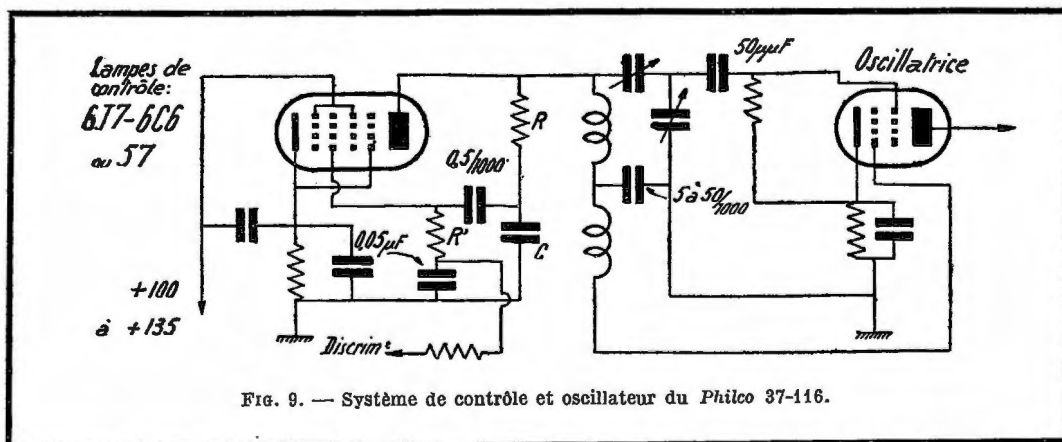 Lampes de
contrôle:
6J7-6C6
ou 57
+100
à +135
0,05µF
R'
0,5/1000
R
C
Discrim.ᵉ
5 à 50/1000
50µµF
Oscillatrice
FIG. 9. — Système de contrôle et oscillateur du Philco 37-116.